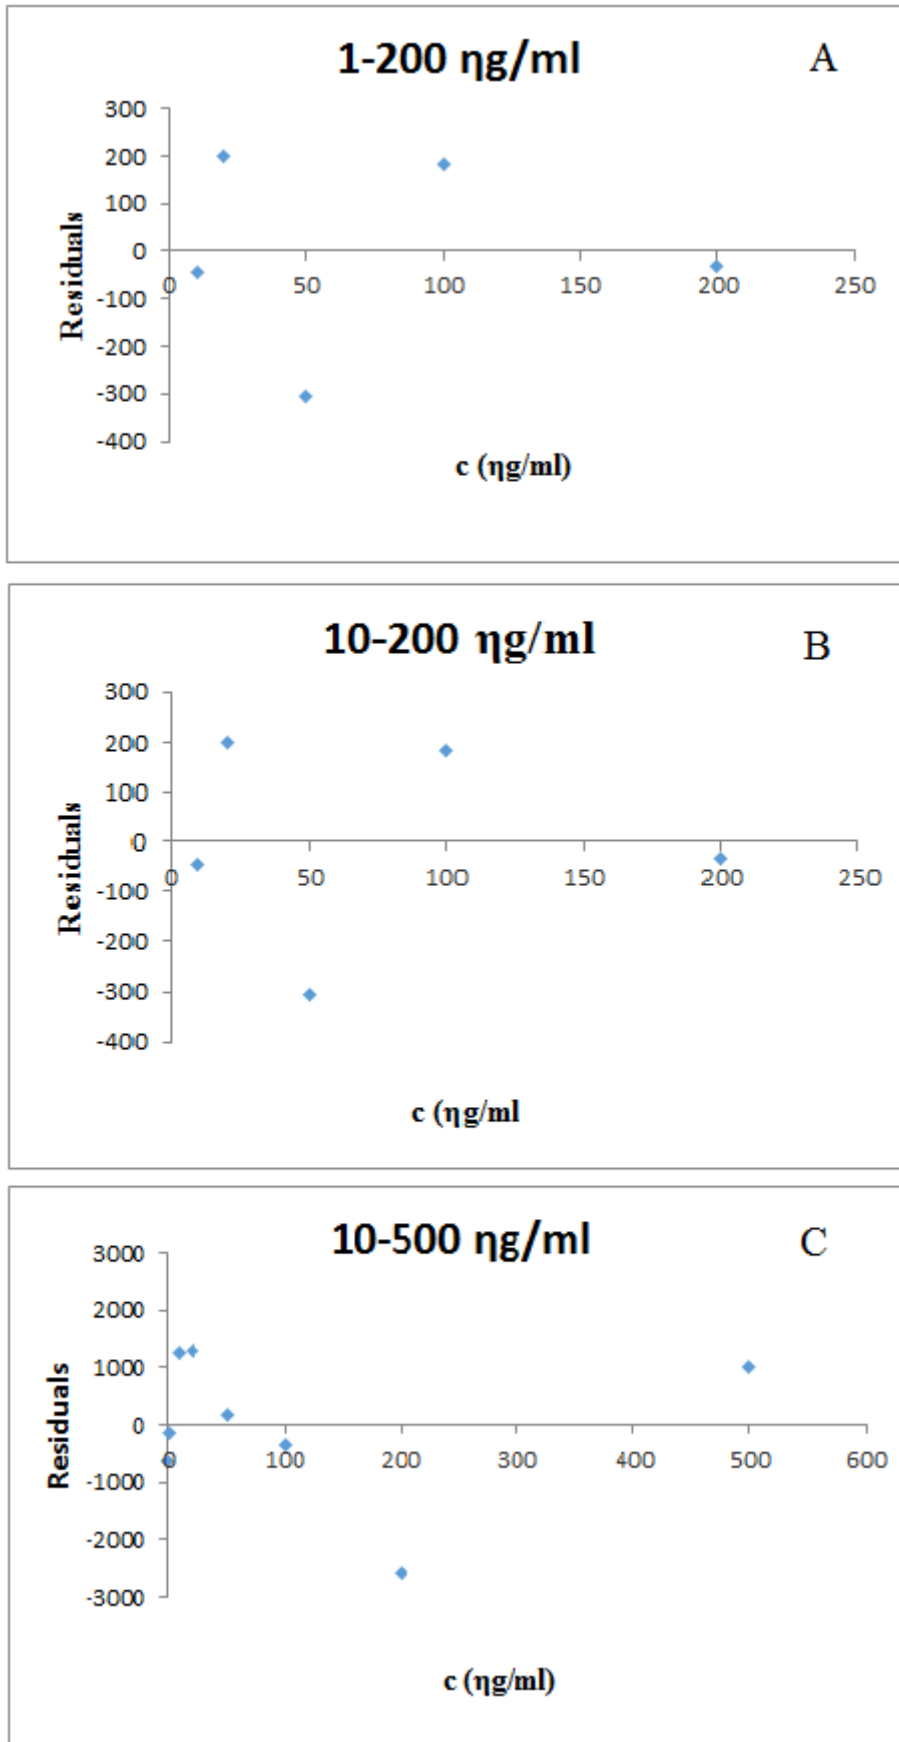 1-200 ηg/ml
A
300
200
100
0
-100
-200
-300
-400
Residuals
0 50 100 150 200 250
c (ηg/ml)
10-200 ηg/ml
B
300
200
100
0
-100
-200
-300
-400
Residuals
0 50 100 150 200 250
c (ηg/ml
10-500 ηg/ml
C
3000
2000
1000
0
-1000
-2000
-3000
Residuals
0 100 200 300 400 500 600
c (ηg/ml)